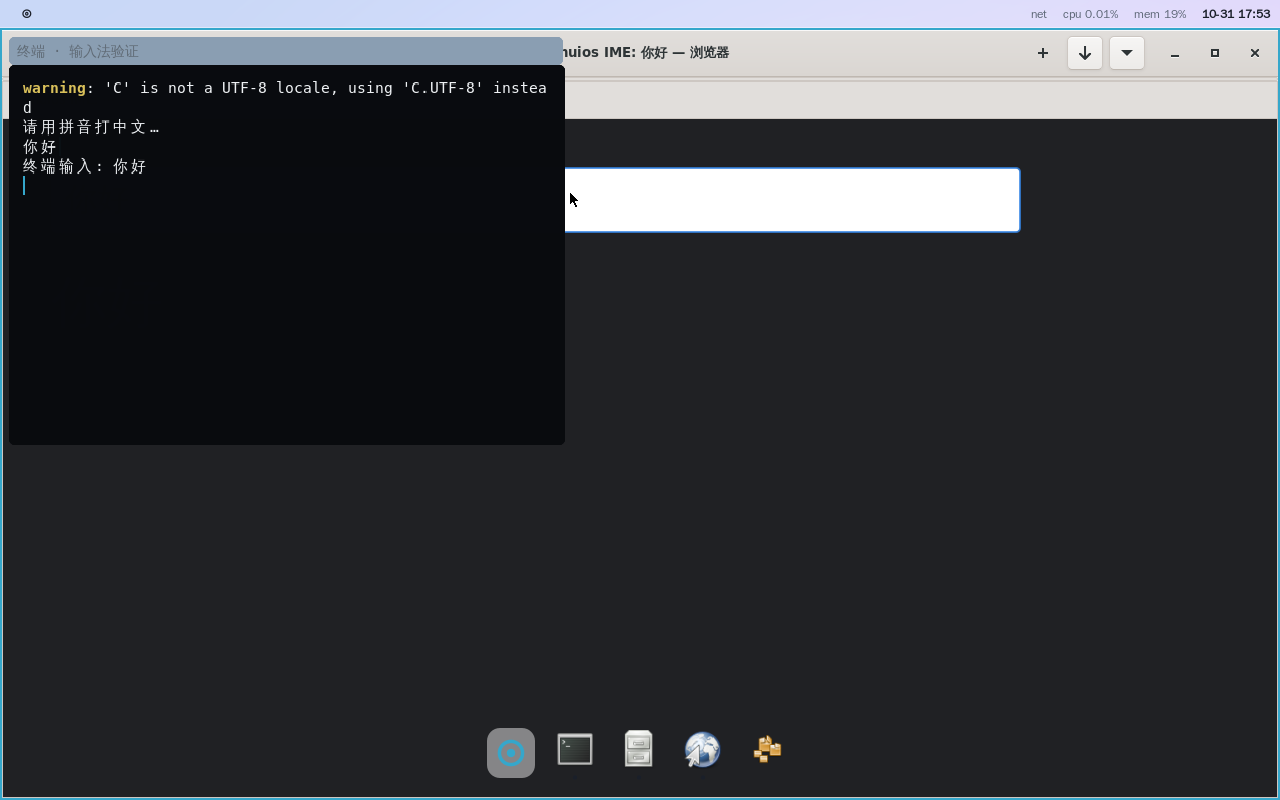 net cpu 0.01% mem 19% 10-31 17:53
终端 · 输入法验证
IME: 你好 — 浏览器
warning: 'C' is not a UTF-8 locale, using 'C.UTF-8' instea
d
请用拼音打中文…
你好
终端输入: 你好